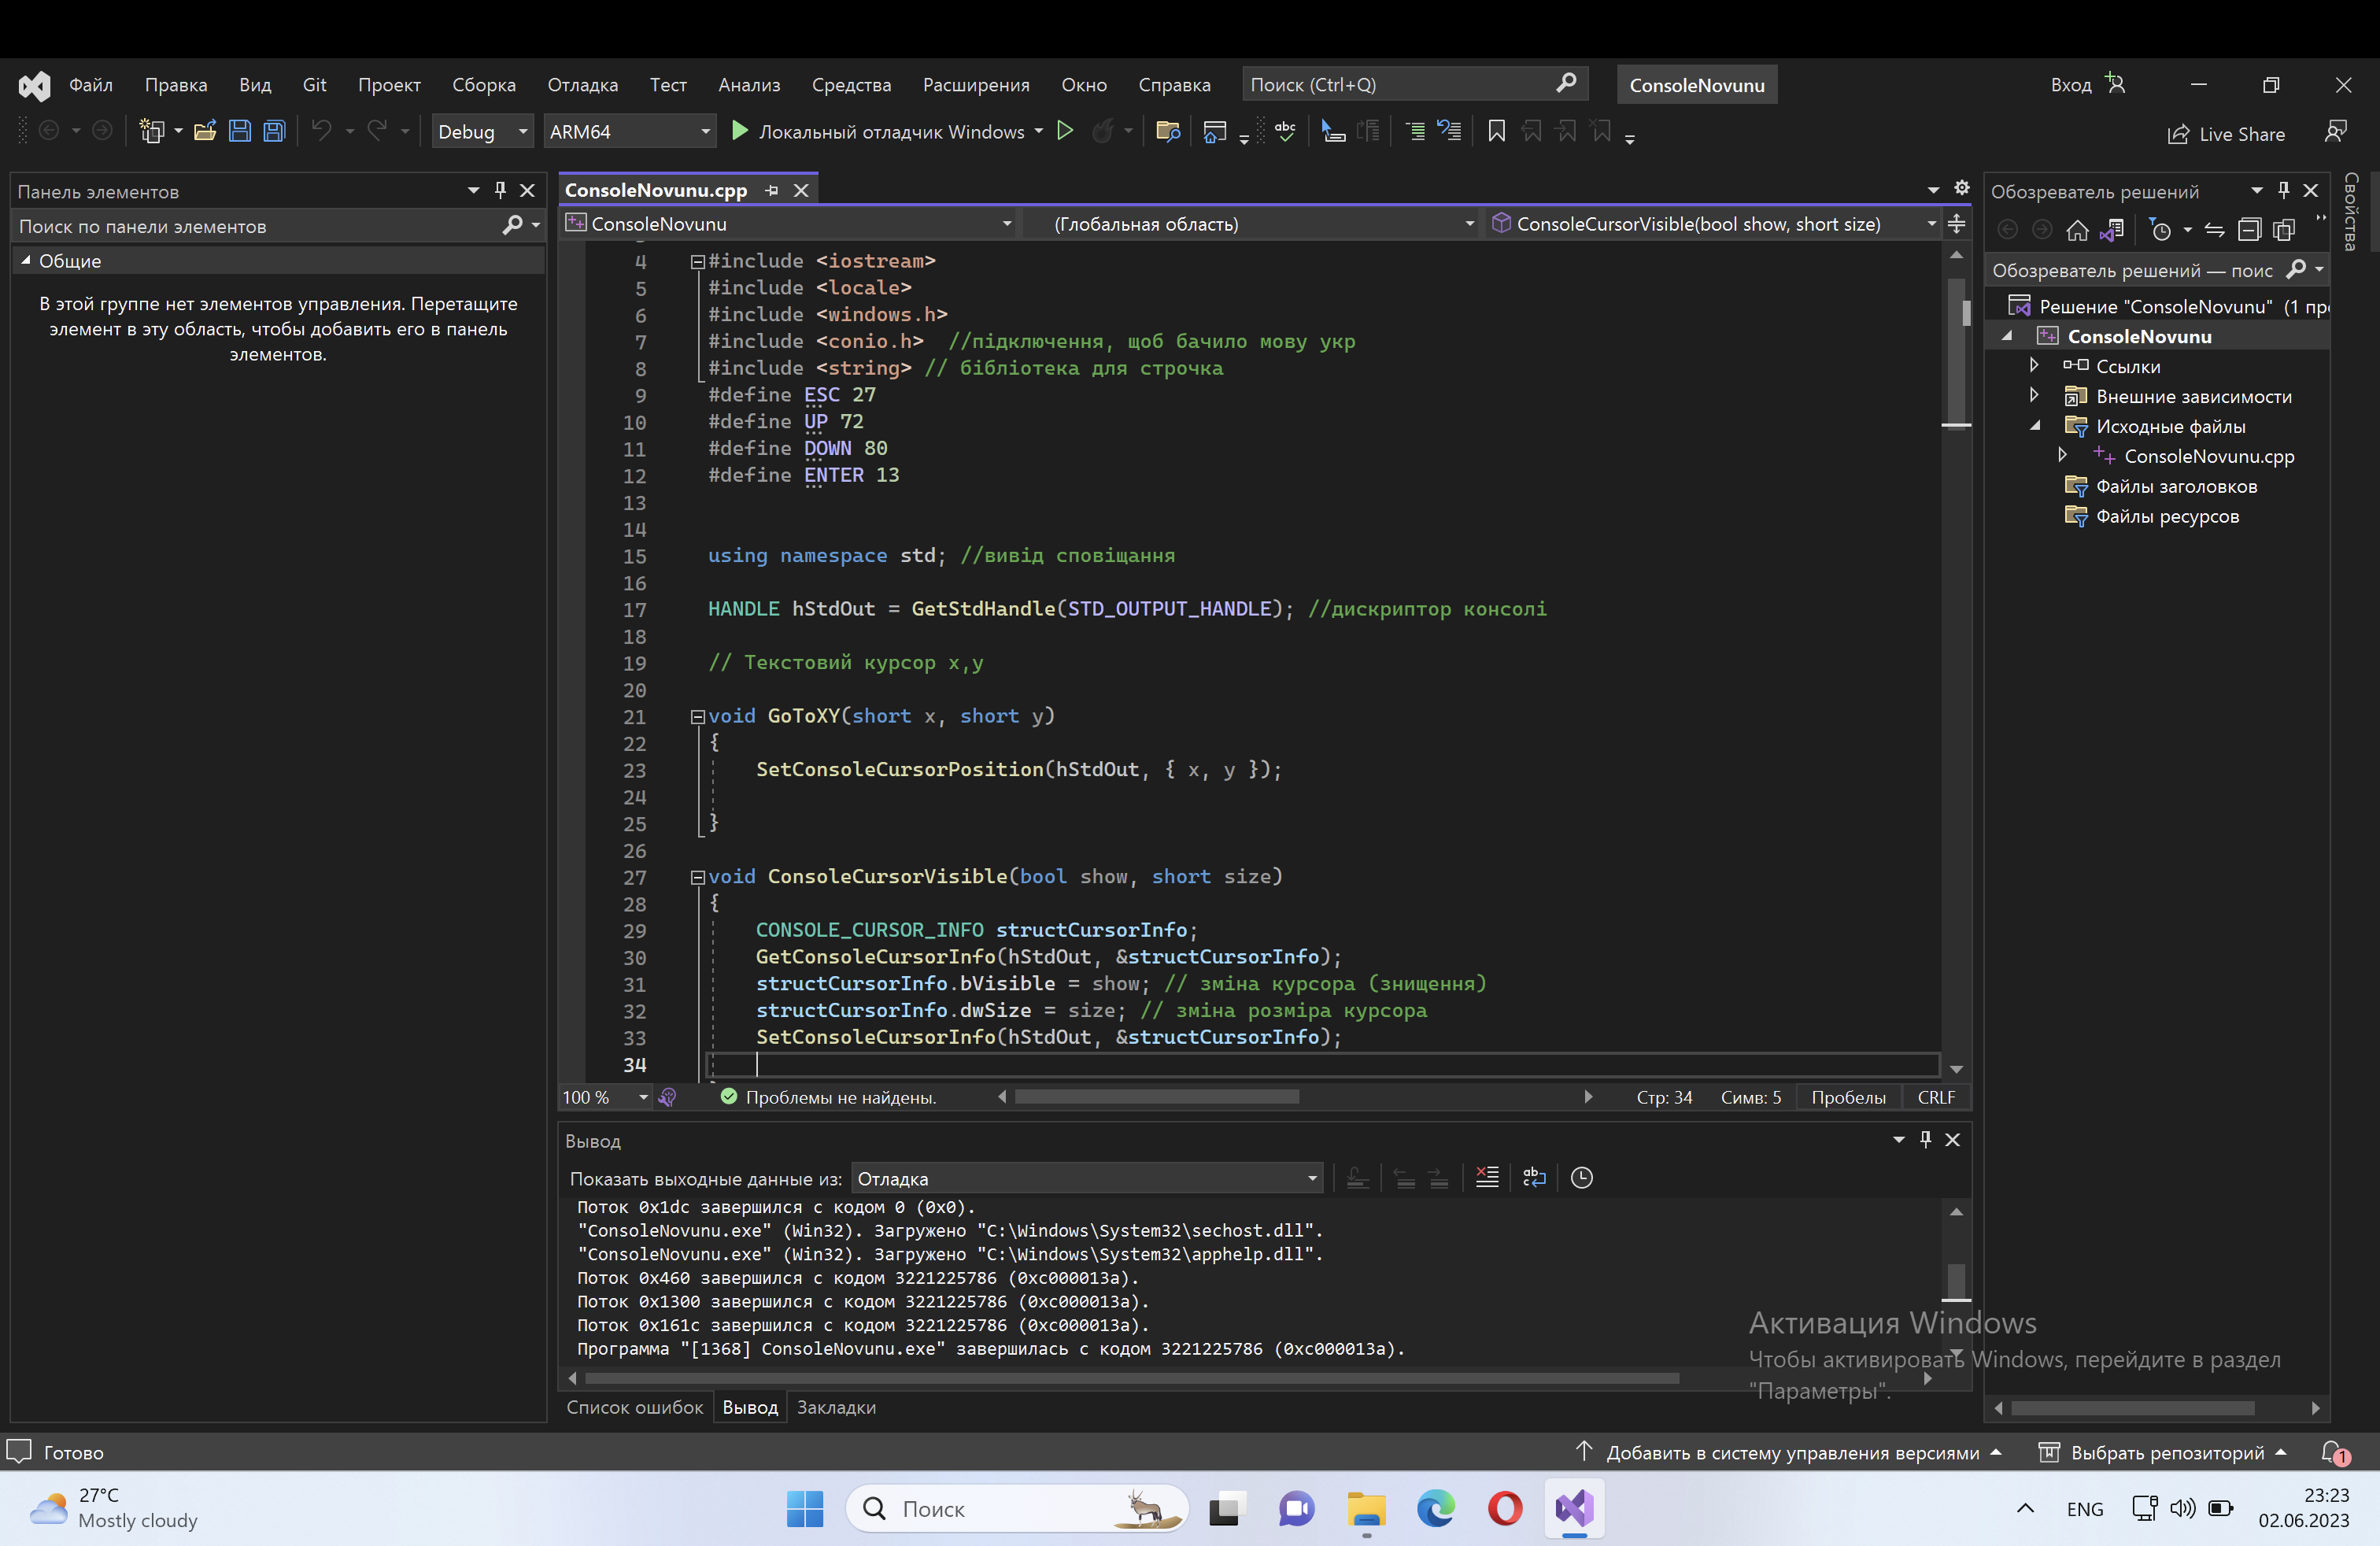 Файл Правка Вид Git Проект Сборка Отладка Тест Анализ Средства Расширения Окно Справка Поиск (Ctrl+Q) ConsoleNovunu Вход
Debug ARM64 Локальный отладчик Windows abc Live Share
Панель элементов
Поиск по панели элементов
Общие
В этой группе нет элементов управления. Перетащите
элемент в эту область, чтобы добавить его в панель
элементов.
ConsoleNovunu.cpp
ConsoleNovunu (Глобальная область) ConsoleCursorVisible(bool show, short size)
4 #include <iostream>
5 #include <locale>
6 #include <windows.h>
7 #include <conio.h> //підключення, щоб бачило мову укр
8 #include <string> // бібліотека для строчка
9 #define ESC 27
10 #define UP 72
11 #define DOWN 80
12 #define ENTER 13
13
14
15 using namespace std; //вивід сповіщання
16
17 HANDLE hStdOut = GetStdHandle(STD_OUTPUT_HANDLE); //дискриптор консолі
18
19 // Текстовий курсор x,y
20
21 void GoToXY(short x, short y)
22 {
23 SetConsoleCursorPosition(hStdOut, { x, y });
24
25 }
26
27 void ConsoleCursorVisible(bool show, short size)
28 {
29 CONSOLE_CURSOR_INFO structCursorInfo;
30 GetConsoleCursorInfo(hStdOut, &structCursorInfo);
31 structCursorInfo.bVisible = show; // зміна курсора (знищення)
32 structCursorInfo.dwSize = size; // зміна розміра курсора
33 SetConsoleCursorInfo(hStdOut, &structCursorInfo);
34
100 % Проблемы не найдены. Стр: 34 Симв: 5 Пробелы CRLF
Вывод
Показать выходные данные из: Отладка
Поток 0x1dc завершился с кодом 0 (0x0).
"ConsoleNovunu.exe" (Win32). Загружено "C:\Windows\System32\sechost.dll".
"ConsoleNovunu.exe" (Win32). Загружено "C:\Windows\System32\apphelp.dll".
Поток 0x460 завершился с кодом 3221225786 (0xc000013a).
Поток 0x1300 завершился с кодом 3221225786 (0xc000013a).
Поток 0x161c завершился с кодом 3221225786 (0xc000013a).
Программа "[1368] ConsoleNovunu.exe" завершилась с кодом 3221225786 (0xc000013a).
Список ошибок Вывод Закладки
Обозреватель решений
Обозреватель решений — поис
Решение "ConsoleNovunu" (1 пр
ConsoleNovunu
Ссылки
Внешние зависимости
Исходные файлы
ConsoleNovunu.cpp
Файлы заголовков
Файлы ресурсов
Свойства
Активация Windows
Чтобы активировать Windows, перейдите в раздел
"Параметры".
Готово Добавить в систему управления версиями Выбрать репозиторий 1
27°C
Mostly cloudy
Поиск
ENG
23:23
02.06.2023